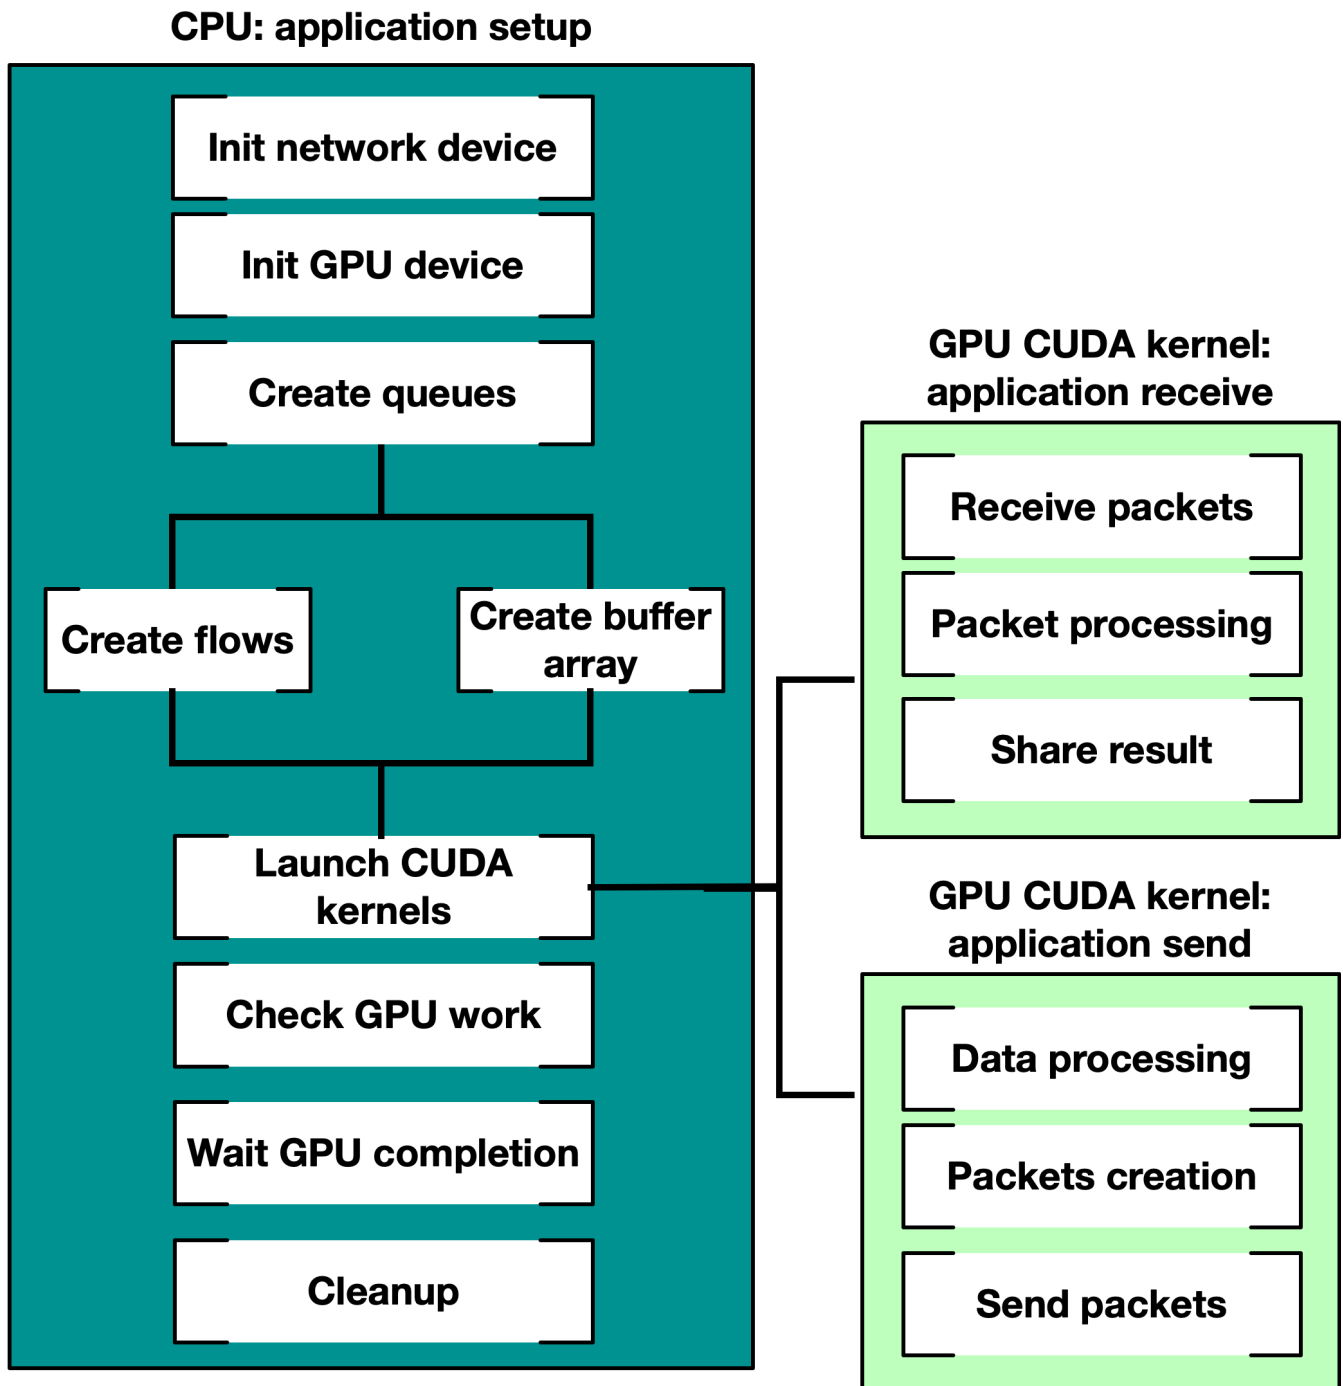 CPU: application setup
Init network device
Init GPU device
Create queues
Create flows
Create buffer
array
Launch CUDA
kernels
Check GPU work
Wait GPU completion
Cleanup
GPU CUDA kernel:
application receive
Receive packets
Packet processing
Share result
GPU CUDA kernel:
application send
Data processing
Packets creation
Send packets